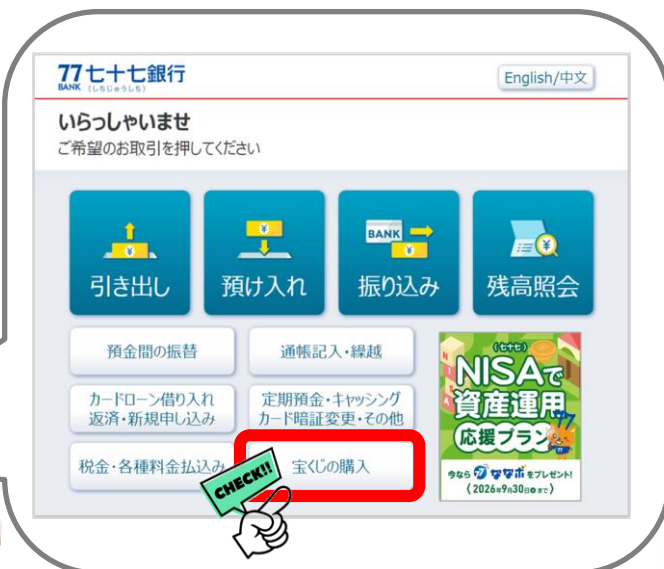 77 七十七銀行
BANK (しちじゅうしち)
English/中文
いらっしゃいませ
ご希望のお取引を押してください
引き出し
預け入れ
BANK
振り込み
残高照会
預金間の振替
通帳記入・繰越
カードローン借り入れ
返済・新規申し込み
定期預金・キャッシング
カード暗証変更・その他
税金・各種料金払込み
宝くじの購入
CHECK!!
《七十七》
NISAで
資産運用
応援プラン
今なら ななポ をプレゼント!
(2026年9月30日まで)